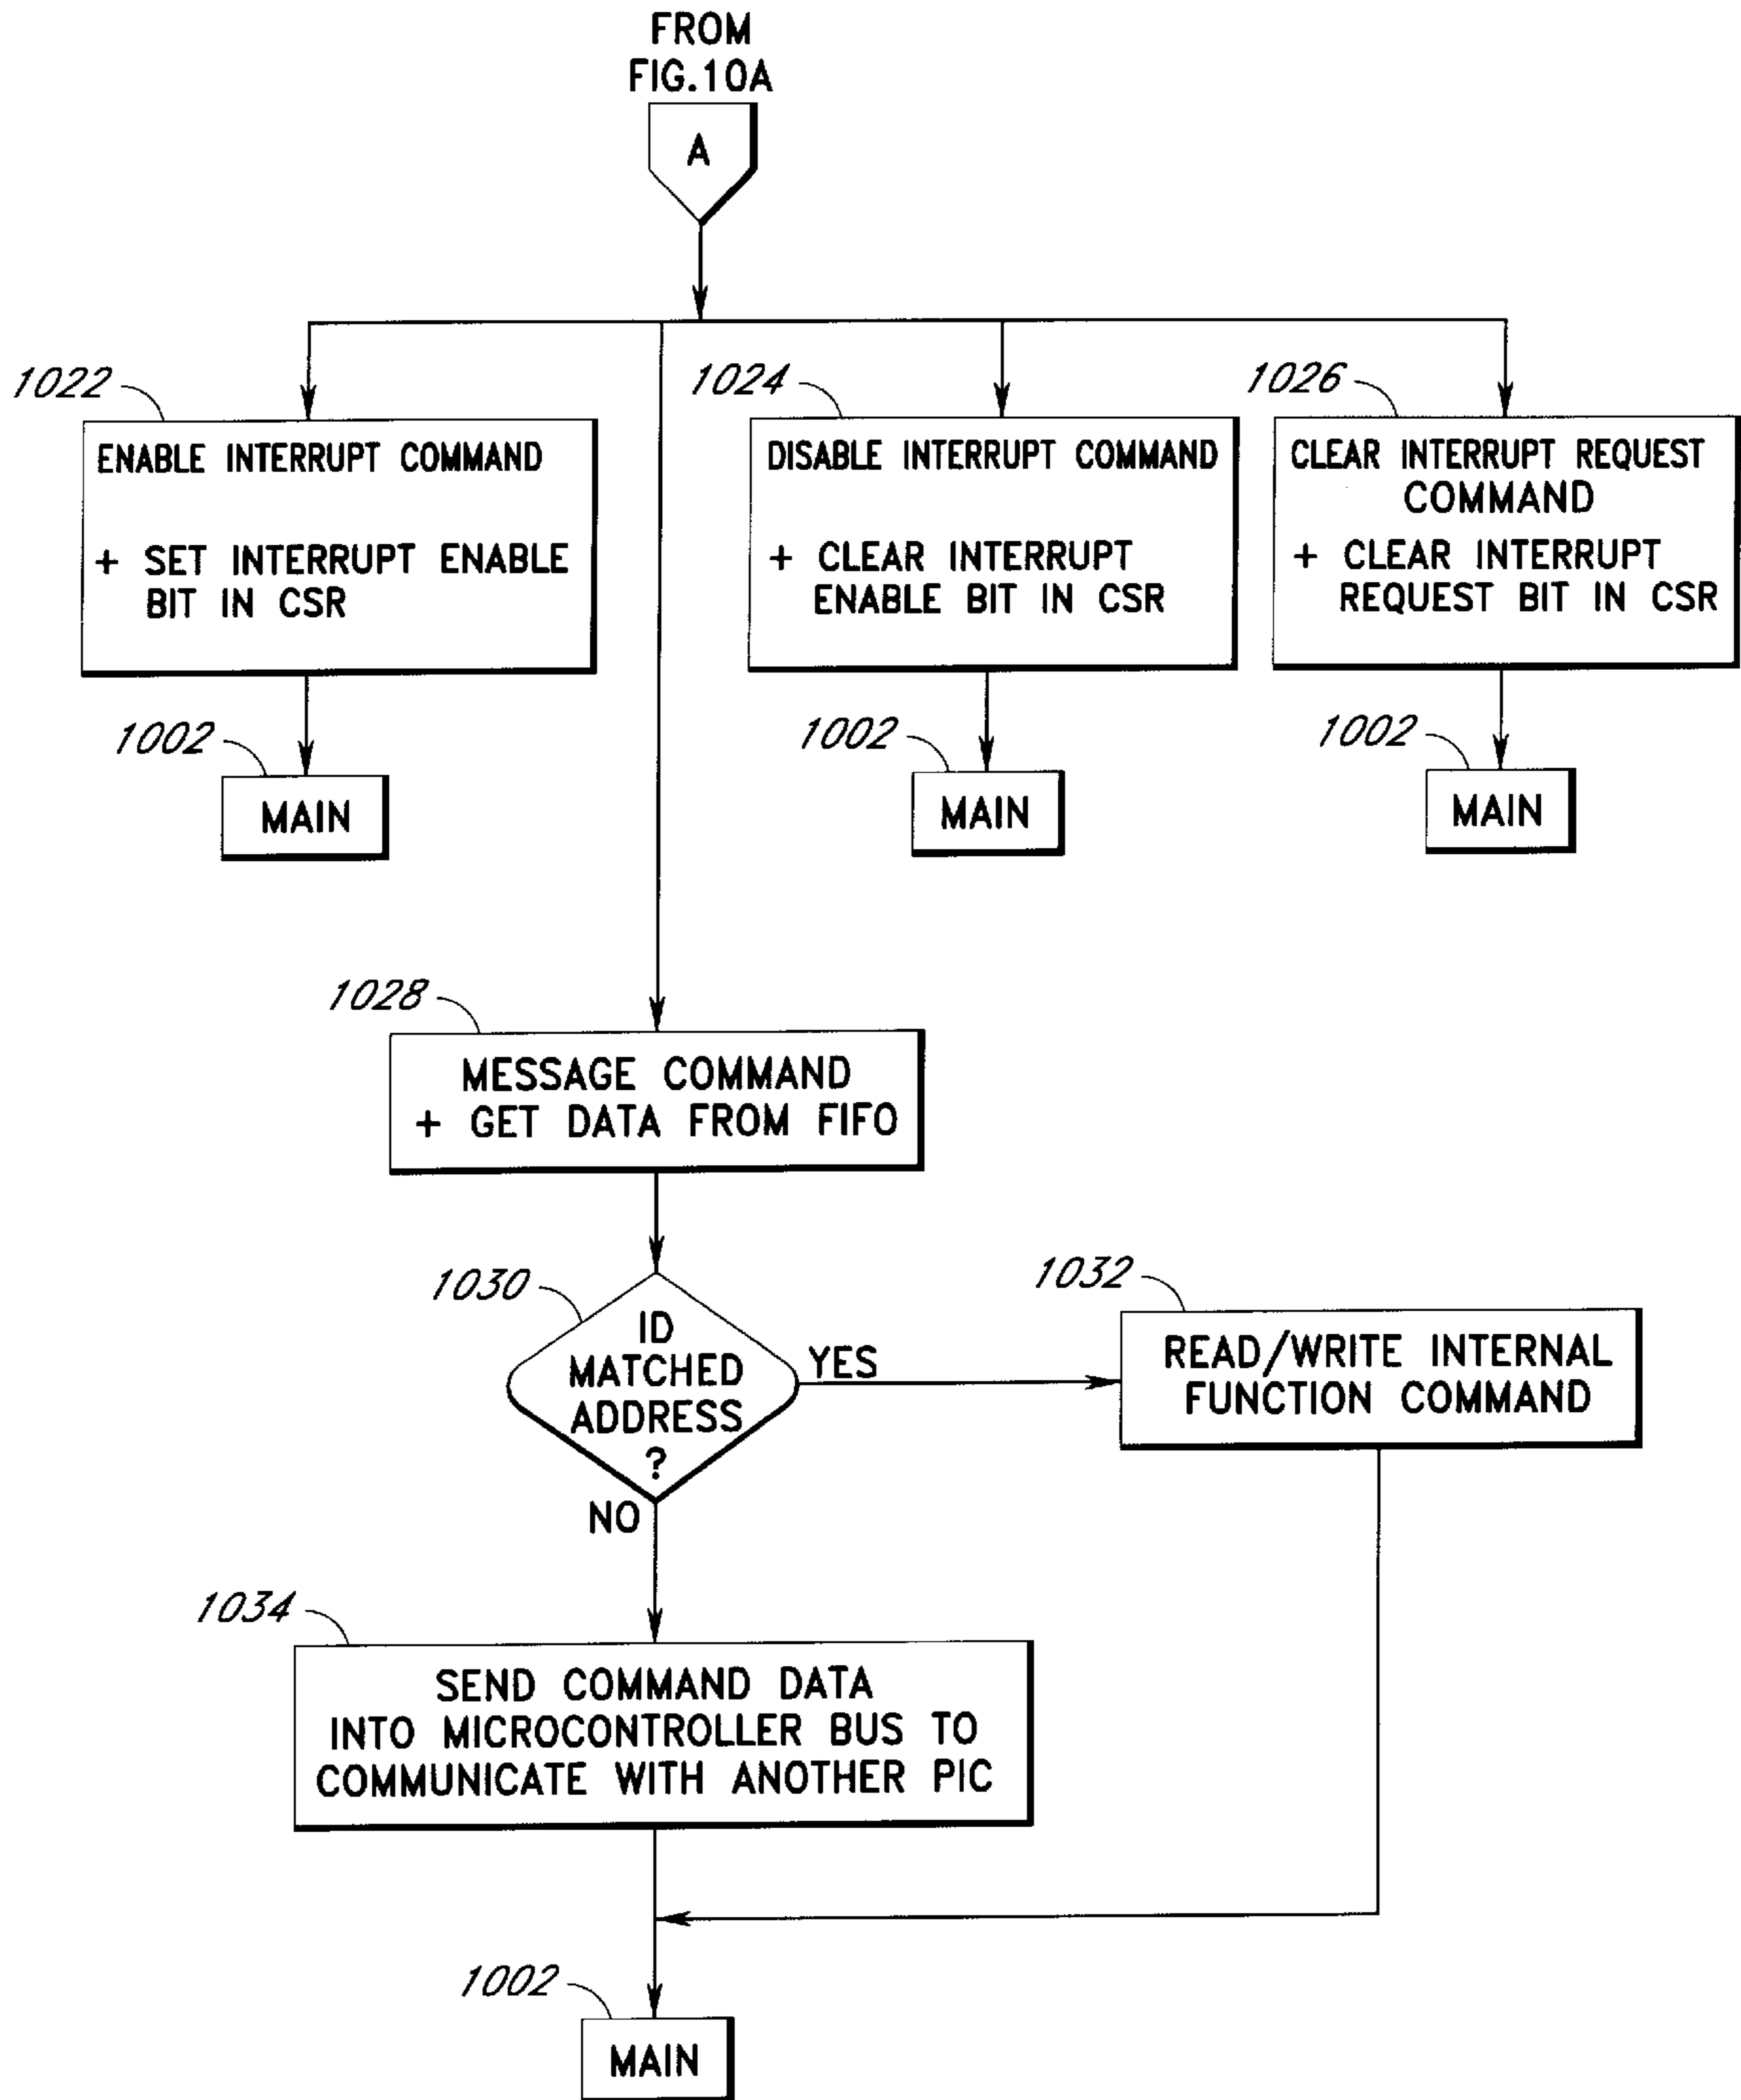 FROM
FIG.10A
A
1022
ENABLE INTERRUPT COMMAND
+ SET INTERRUPT ENABLE
BIT IN CSR
1002
MAIN
1024
DISABLE INTERRUPT COMMAND
+ CLEAR INTERRUPT
ENABLE BIT IN CSR
1002
MAIN
1026
CLEAR INTERRUPT REQUEST
COMMAND
+ CLEAR INTERRUPT
REQUEST BIT IN CSR
1002
MAIN
1028
MESSAGE COMMAND
+ GET DATA FROM FIFO
1030
ID
MATCHED
ADDRESS
?
YES
1032
READ/WRITE INTERNAL
FUNCTION COMMAND
NO
1034
SEND COMMAND DATA
INTO MICROCONTROLLER BUS TO
COMMUNICATE WITH ANOTHER PIC
1002
MAIN